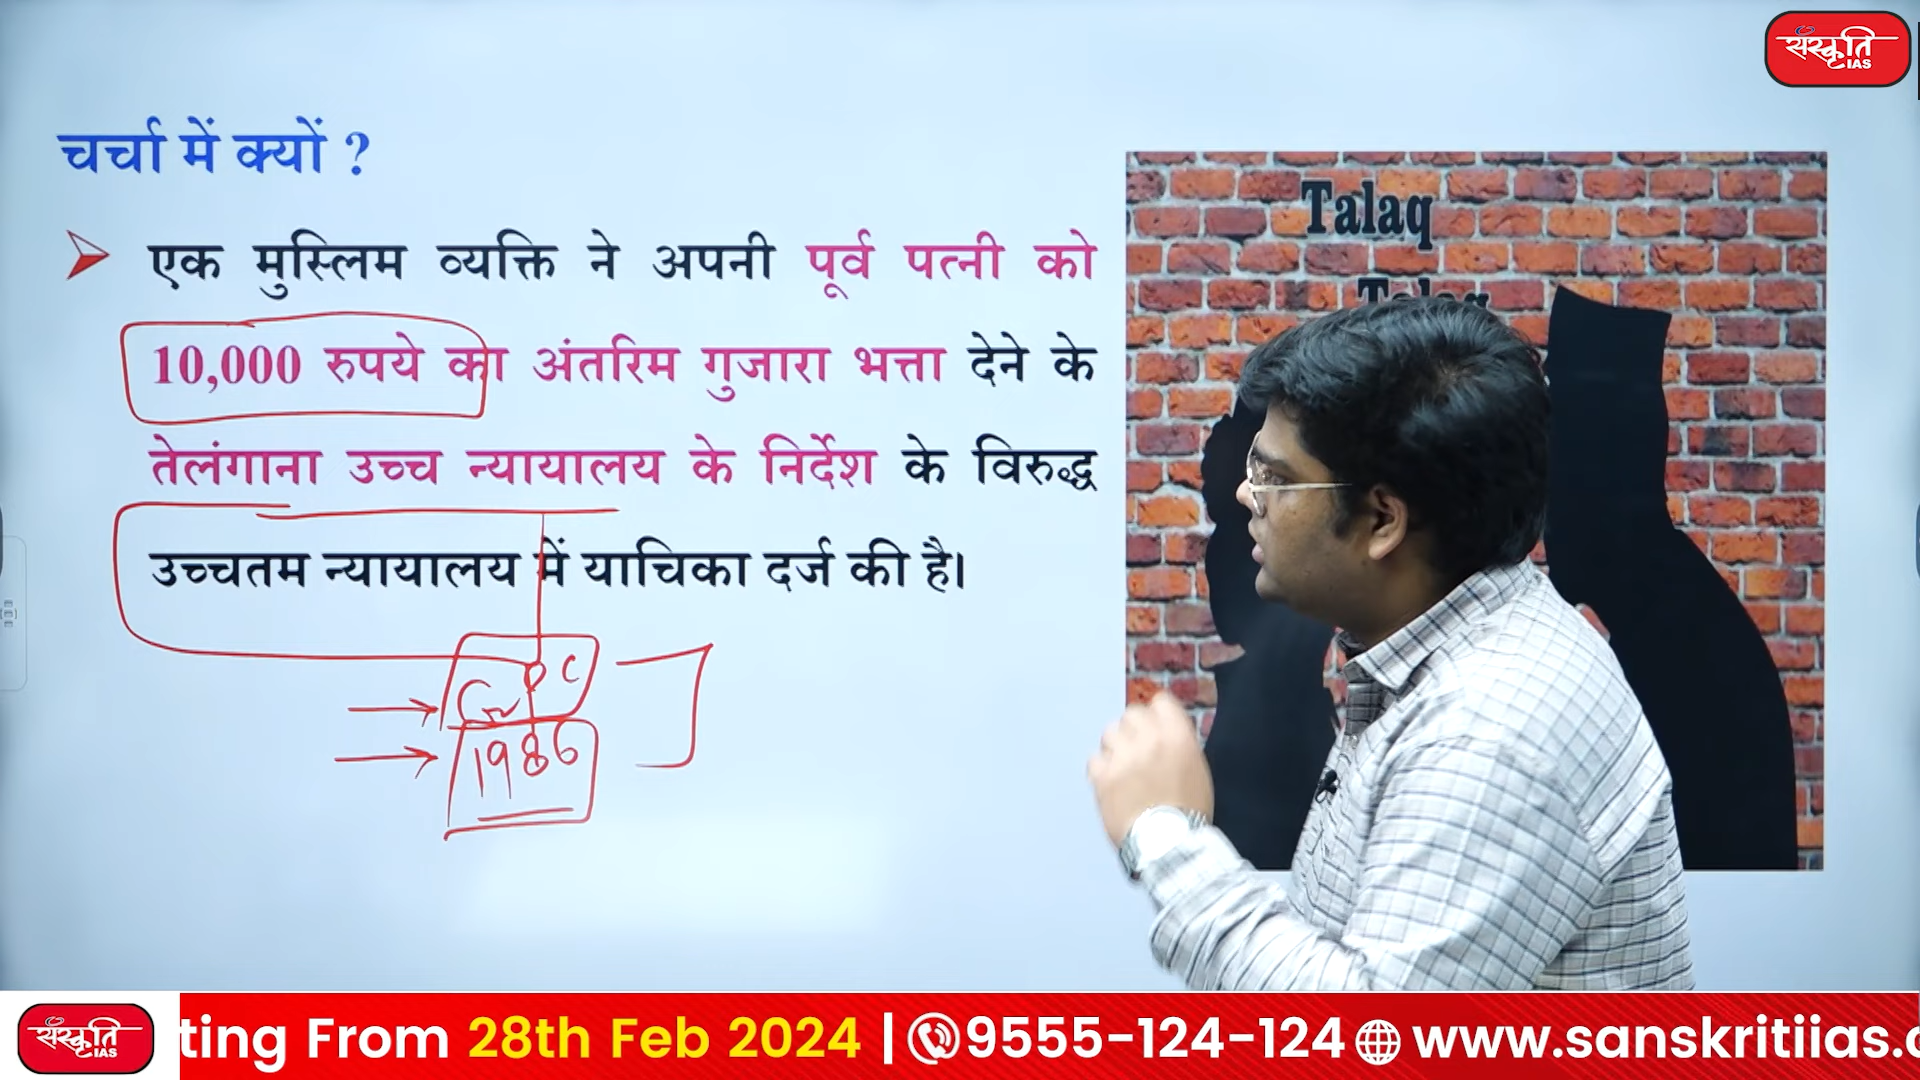 संस्कृति
IAS
चर्चा में क्यों ?
एक मुस्लिम व्यक्ति ने अपनी पूर्व पत्नी को
10,000 रुपये का अंतरिम गुजारा भत्ता देने के
तेलंगाना उच्च न्यायालय के निर्देश के विरुद्ध
उच्चतम न्यायालय में याचिका दर्ज की है।
Talaq
Talaq
1986
संस्कृति
IAS
ting From 28th Feb 2024 | 9555-124-124 www.sanskritiias.c